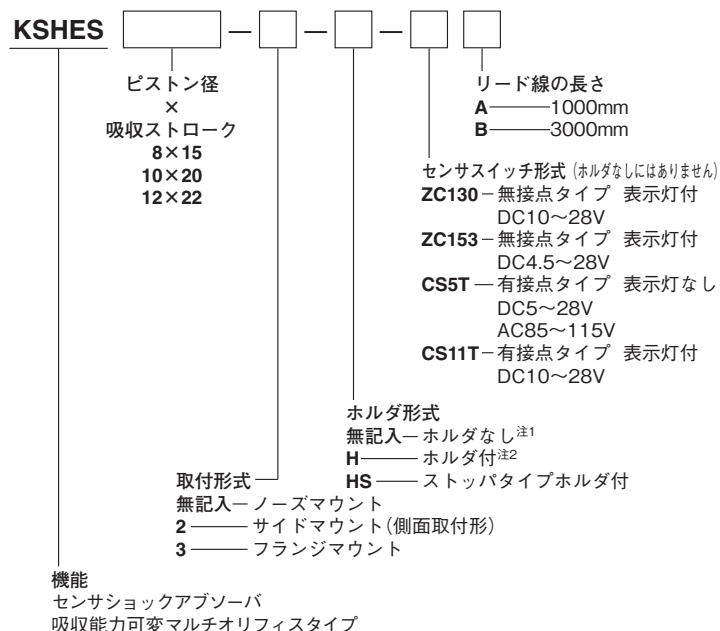 KSHES — — —
ピストン径
×
吸収ストローク
8×15
10×20
12×22
リード線の長さ
A――1000mm
B――3000mm
センサスイッチ形式 (ホルダなしにはありません)
ZC130－無接点タイプ 表示灯付
DC10〜28V
ZC153－無接点タイプ 表示灯付
DC4.5〜28V
CS5T－有接点タイプ 表示灯なし
DC5〜28V
AC85〜115V
CS11T－有接点タイプ 表示灯付
DC10〜28V
ホルダ形式
無記入－ホルダなし注1
H――ホルダ付注2
HS――ストッパタイプホルダ付
取付形式
無記入－ノーズマウント
2――サイドマウント(側面取付形)
3――フランジマウント
機能
センサショックアブソーバ
吸収能力可変マルチオリフィスタイプ